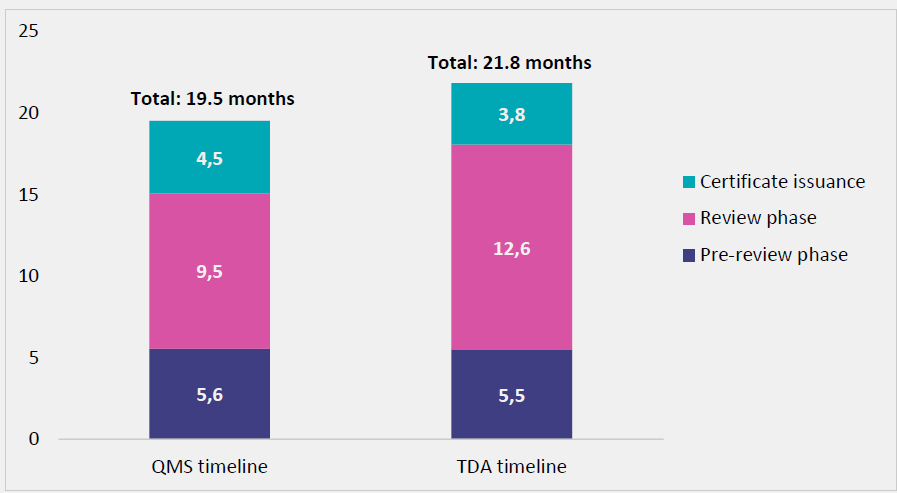 25
Total: 21.8 months
Total: 19.5 months
20
3,8
4,5
15
Certificate issuance
Review phase
12,6
Pre-review phase
10
9,5
5
5,6
5,5
0
QMS timeline
TDA timeline